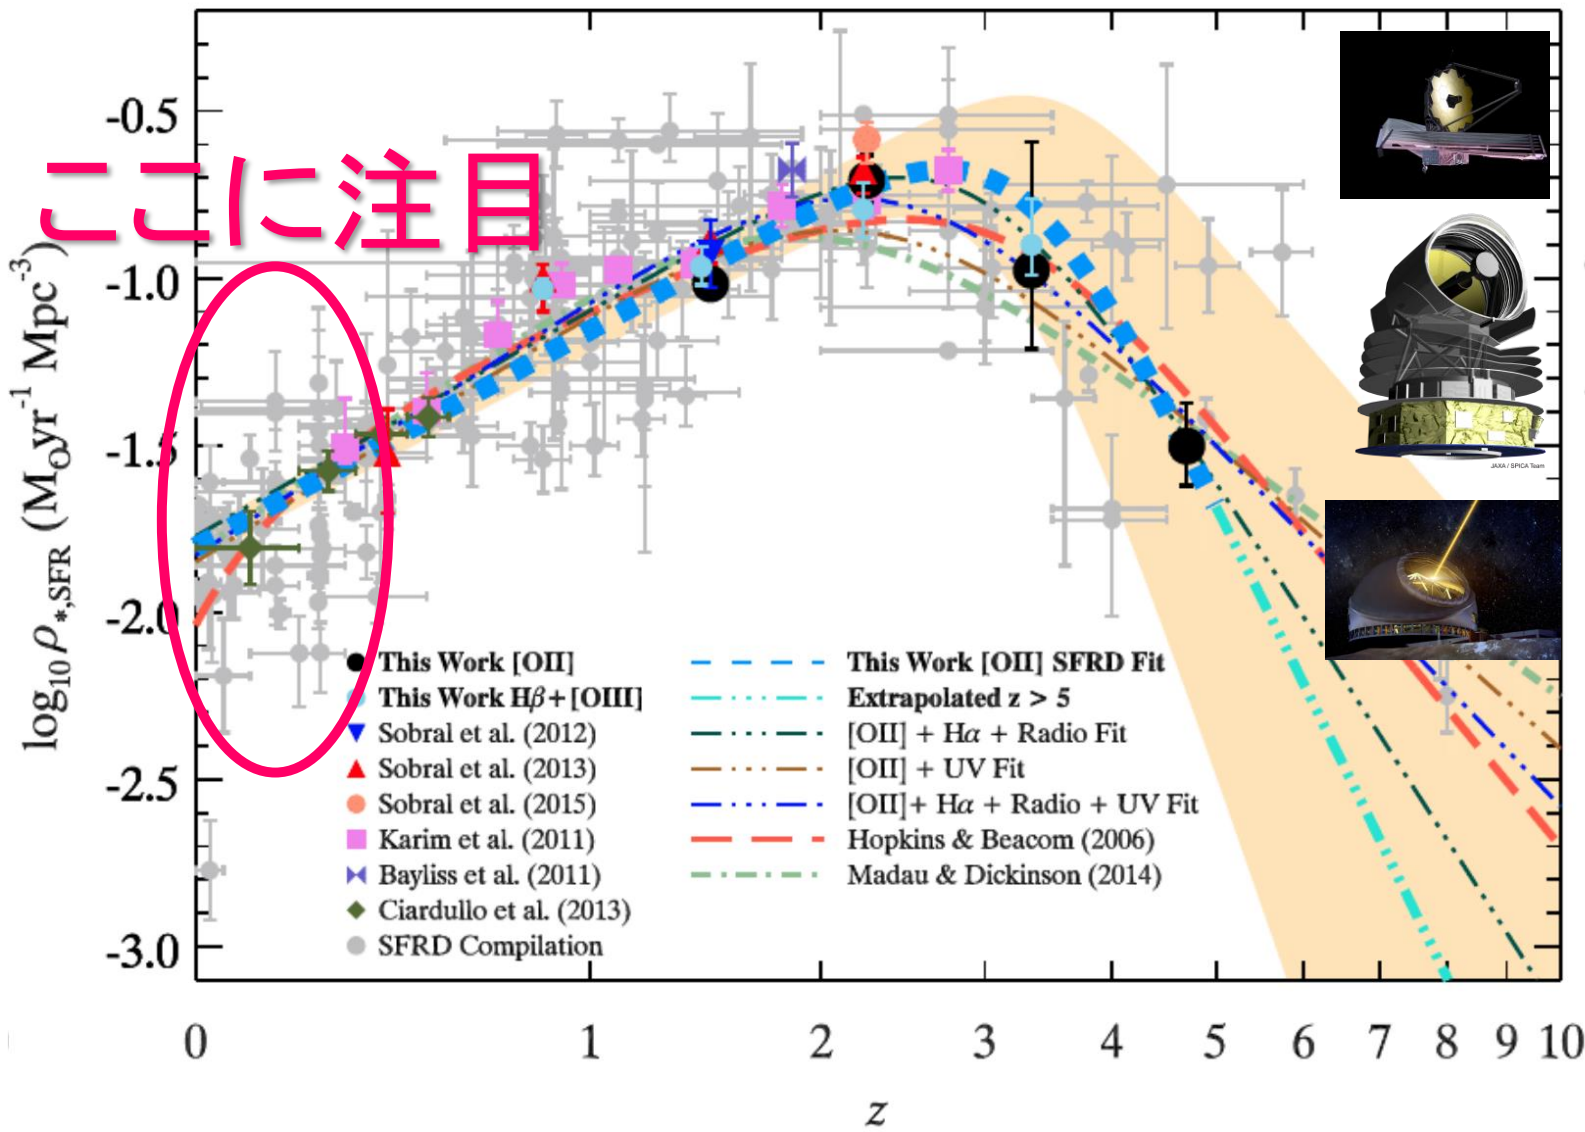 ここに注目
-0.5
-1.0
-1.5
-2.0
-2.5
-3.0
log₁₀ρ*,SFR (M⊙yr⁻¹ Mpc⁻³)
This Work [OII]
This Work Hβ+[OIII]
Sobral et al. (2012)
Sobral et al. (2013)
Sobral et al. (2015)
Karim et al. (2011)
Bayliss et al. (2011)
Ciardullo et al. (2013)
SFRD Compilation
This Work [OII] SFRD Fit
Extrapolated z > 5
[OII] + Hα + Radio Fit
[OII] + UV Fit
[OII]+ Hα + Radio + UV Fit
Hopkins & Beacom (2006)
Madau & Dickinson (2014)
JAXA / SPICA Team
0 1 2 3 4 5 6 7 8 9 10
z